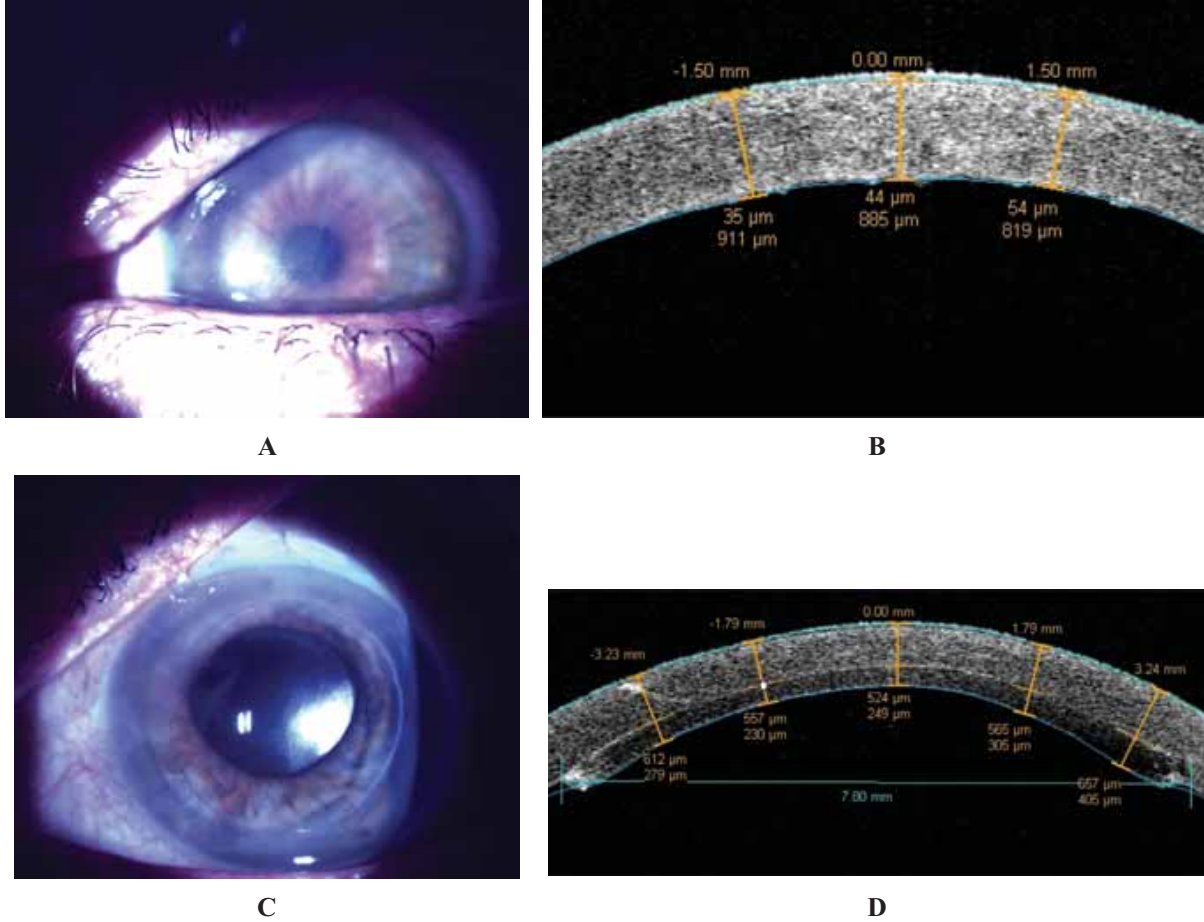 -1.50 mm
0.00 mm
1.50 mm
35 µm
911 µm
44 µm
885 µm
54 µm
819 µm
A
B
-3.23 mm
-1.79 mm
0.00 mm
1.79 mm
3.24 mm
612 µm
279 µm
557 µm
230 µm
524 µm
249 µm
565 µm
305 µm
657 µm
405 µm
7.80 mm
C
D